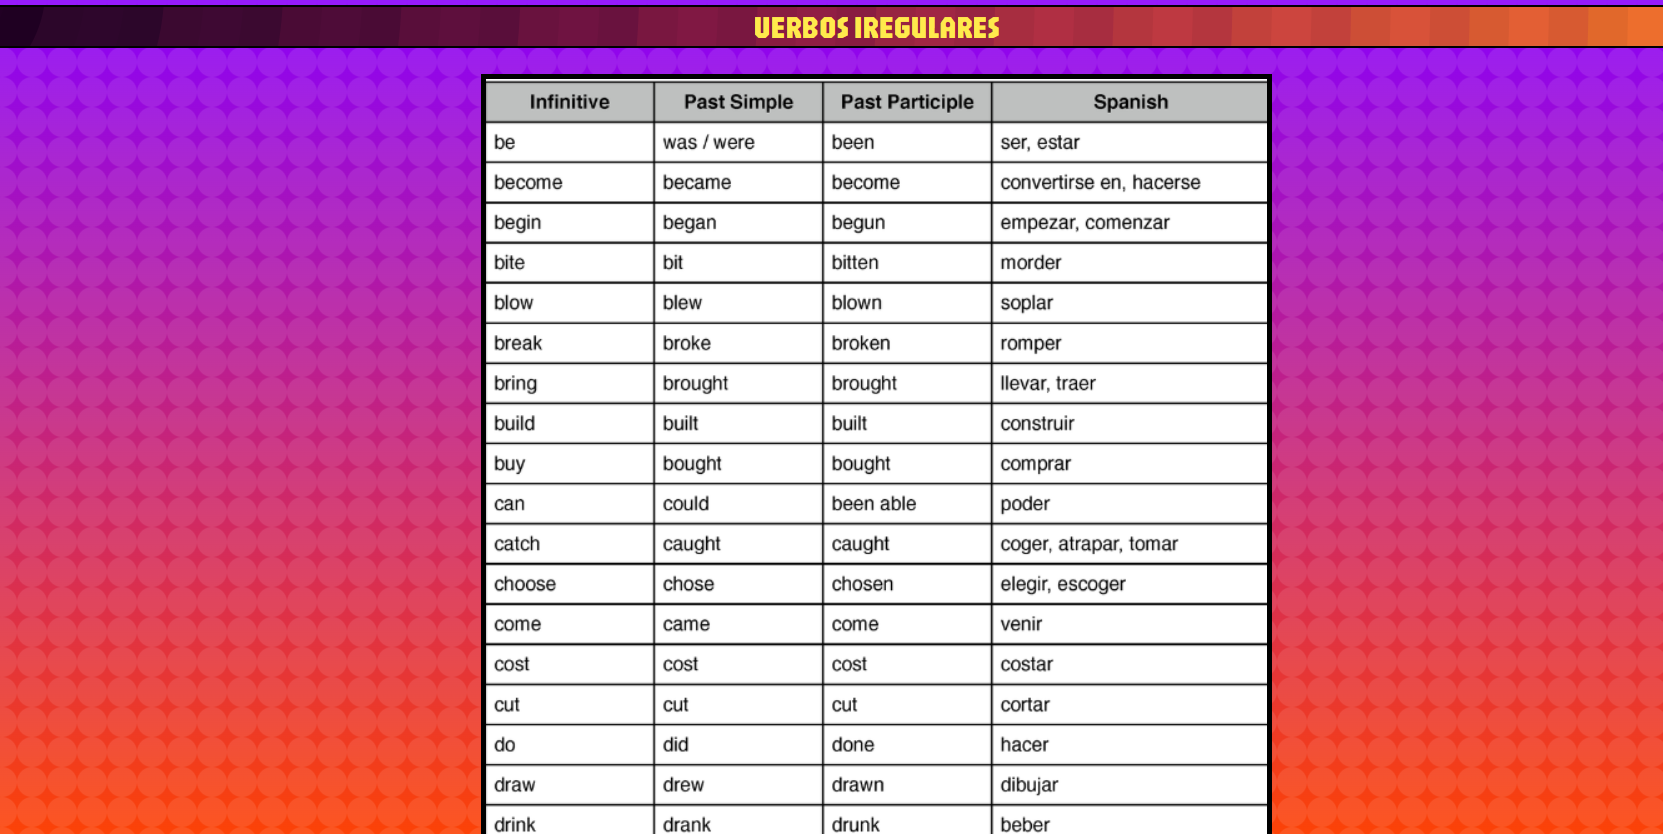 VERBOS IREGULARES
Infinitive Past Simple Past Participle Spanish
be was / were been ser, estar
become became become convertirse en, hacerse
begin began begun empezar, comenzar
bite bit bitten morder
blow blew blown soplar
break broke broken romper
bring brought brought llevar, traer
build built built construir
buy bought bought comprar
can could been able poder
catch caught caught coger, atrapar, tomar
choose chose chosen elegir, escoger
come came come venir
cost cost cost costar
cut cut cut cortar
do did done hacer
draw drew drawn dibujar
drink drank drunk beber